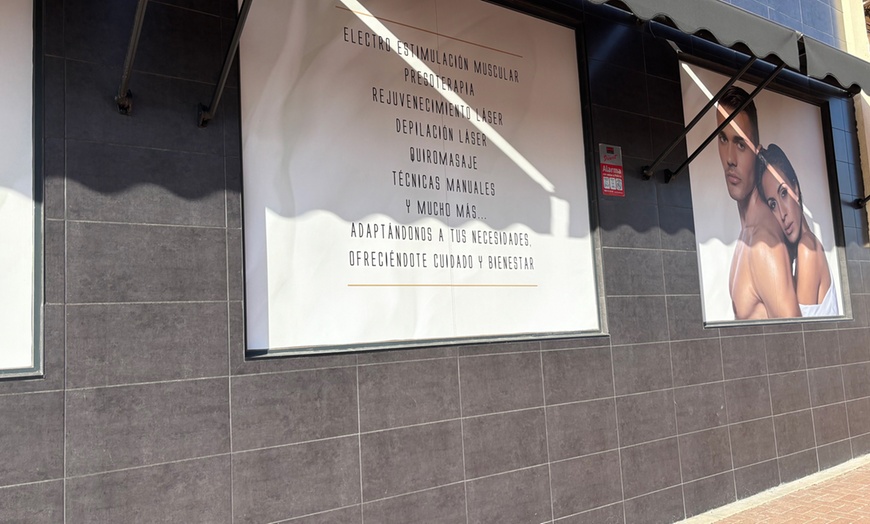 ELECTRO ESTIMULACIÓN MUSCULAR
PRESOTERAPIA
REJUVENECIMIENTO LÁSER
DEPILACIÓN LÁSER
QUIROMASAJE
TÉCNICAS MANUALES
Y MUCHO MÁS...
ADAPTÁNDONOS A TUS NECESIDADES,
OFRECIÉNDOTE CUIDADO Y BIENESTAR
Alarma